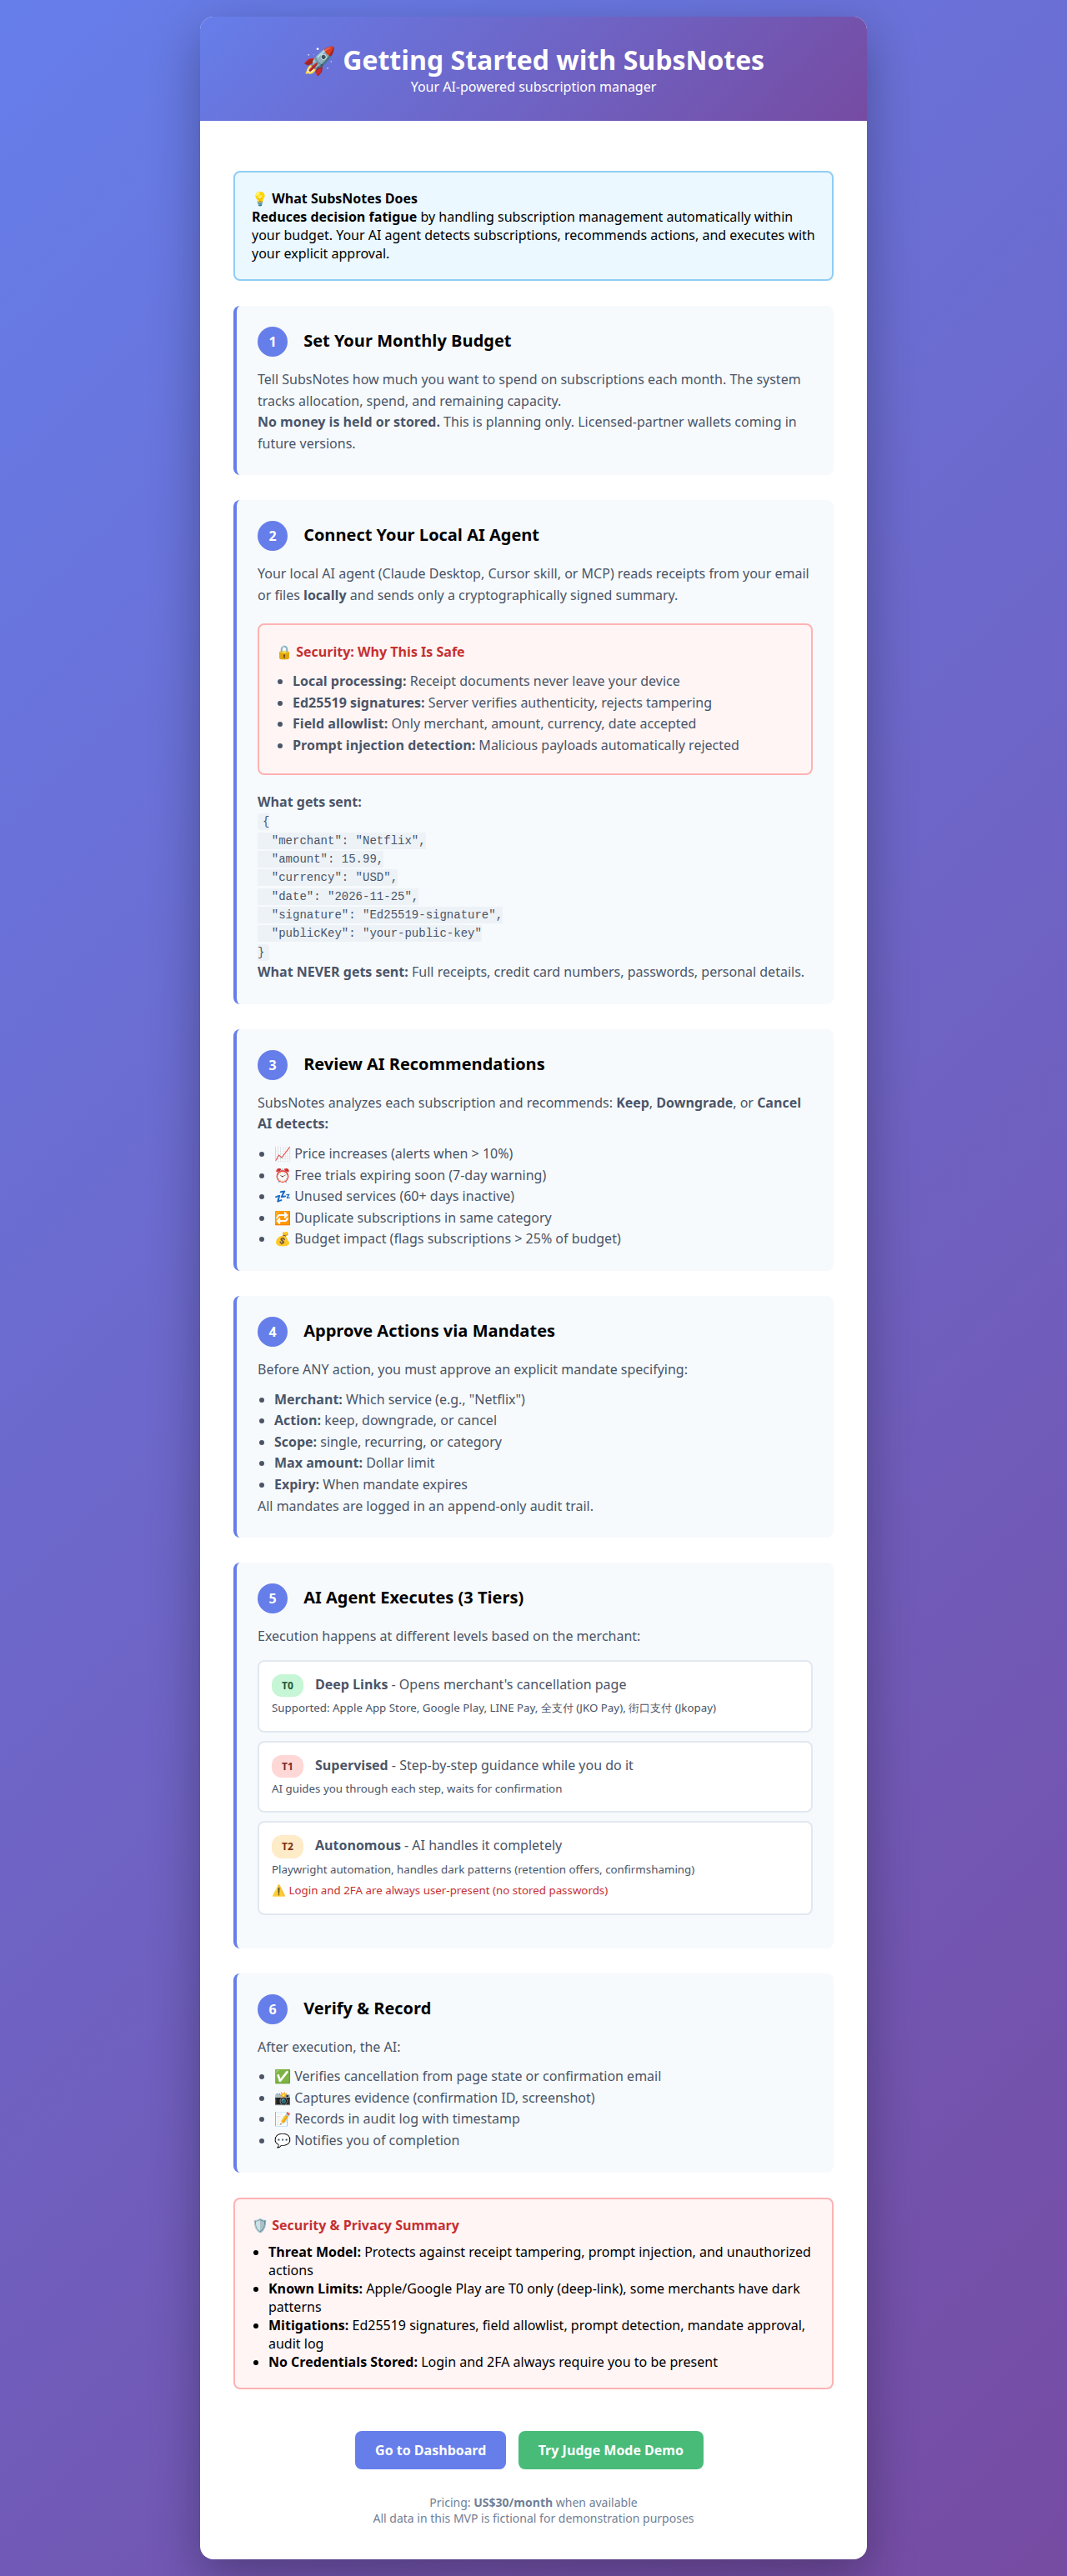 🚀 Getting Started with SubsNotes
Your AI-powered subscription manager
💡 What SubsNotes Does
Reduces decision fatigue by handling subscription management automatically within
your budget. Your AI agent detects subscriptions, recommends actions, and executes with
your explicit approval.
1 Set Your Monthly Budget
Tell SubsNotes how much you want to spend on subscriptions each month. The system
tracks allocation, spend, and remaining capacity.
No money is held or stored. This is planning only. Licensed-partner wallets coming in
future versions.
2 Connect Your Local AI Agent
Your local AI agent (Claude Desktop, Cursor skill, or MCP) reads receipts from your email
or files locally and sends only a cryptographically signed summary.
🔒 Security: Why This Is Safe
• Local processing: Receipt documents never leave your device
• Ed25519 signatures: Server verifies authenticity, rejects tampering
• Field allowlist: Only merchant, amount, currency, date accepted
• Prompt injection detection: Malicious payloads automatically rejected
What gets sent:
{
"merchant": "Netflix",
"amount": 15.99,
"currency": "USD",
"date": "2026-11-25",
"signature": "Ed25519-signature",
"publicKey": "your-public-key"
}
What NEVER gets sent: Full receipts, credit card numbers, passwords, personal details.
3 Review AI Recommendations
SubsNotes analyzes each subscription and recommends: Keep, Downgrade, or Cancel
AI detects:
• 📈 Price increases (alerts when > 10%)
• ⏰ Free trials expiring soon (7-day warning)
• 💤 Unused services (60+ days inactive)
• 🔁 Duplicate subscriptions in same category
• 💰 Budget impact (flags subscriptions > 25% of budget)
4 Approve Actions via Mandates
Before ANY action, you must approve an explicit mandate specifying:
• Merchant: Which service (e.g., "Netflix")
• Action: keep, downgrade, or cancel
• Scope: single, recurring, or category
• Max amount: Dollar limit
• Expiry: When mandate expires
All mandates are logged in an append-only audit trail.
5 AI Agent Executes (3 Tiers)
Execution happens at different levels based on the merchant:
T0 Deep Links - Opens merchant's cancellation page
Supported: Apple App Store, Google Play, LINE Pay, 全支付 (JKO Pay), 街口支付 (Jkopay)
T1 Supervised - Step-by-step guidance while you do it
AI guides you through each step, waits for confirmation
T2 Autonomous - AI handles it completely
Playwright automation, handles dark patterns (retention offers, confirmshaming)
⚠️ Login and 2FA are always user-present (no stored passwords)
6 Verify & Record
After execution, the AI:
• ✅ Verifies cancellation from page state or confirmation email
• 📸 Captures evidence (confirmation ID, screenshot)
• 📝 Records in audit log with timestamp
• 💬 Notifies you of completion
🛡️ Security & Privacy Summary
• Threat Model: Protects against receipt tampering, prompt injection, and unauthorized
actions
• Known Limits: Apple/Google Play are T0 only (deep-link), some merchants have dark
patterns
• Mitigations: Ed25519 signatures, field allowlist, prompt detection, mandate approval,
audit log
• No Credentials Stored: Login and 2FA always require you to be present
Go to Dashboard
Try Judge Mode Demo
Pricing: US$30/month when available
All data in this MVP is fictional for demonstration purposes